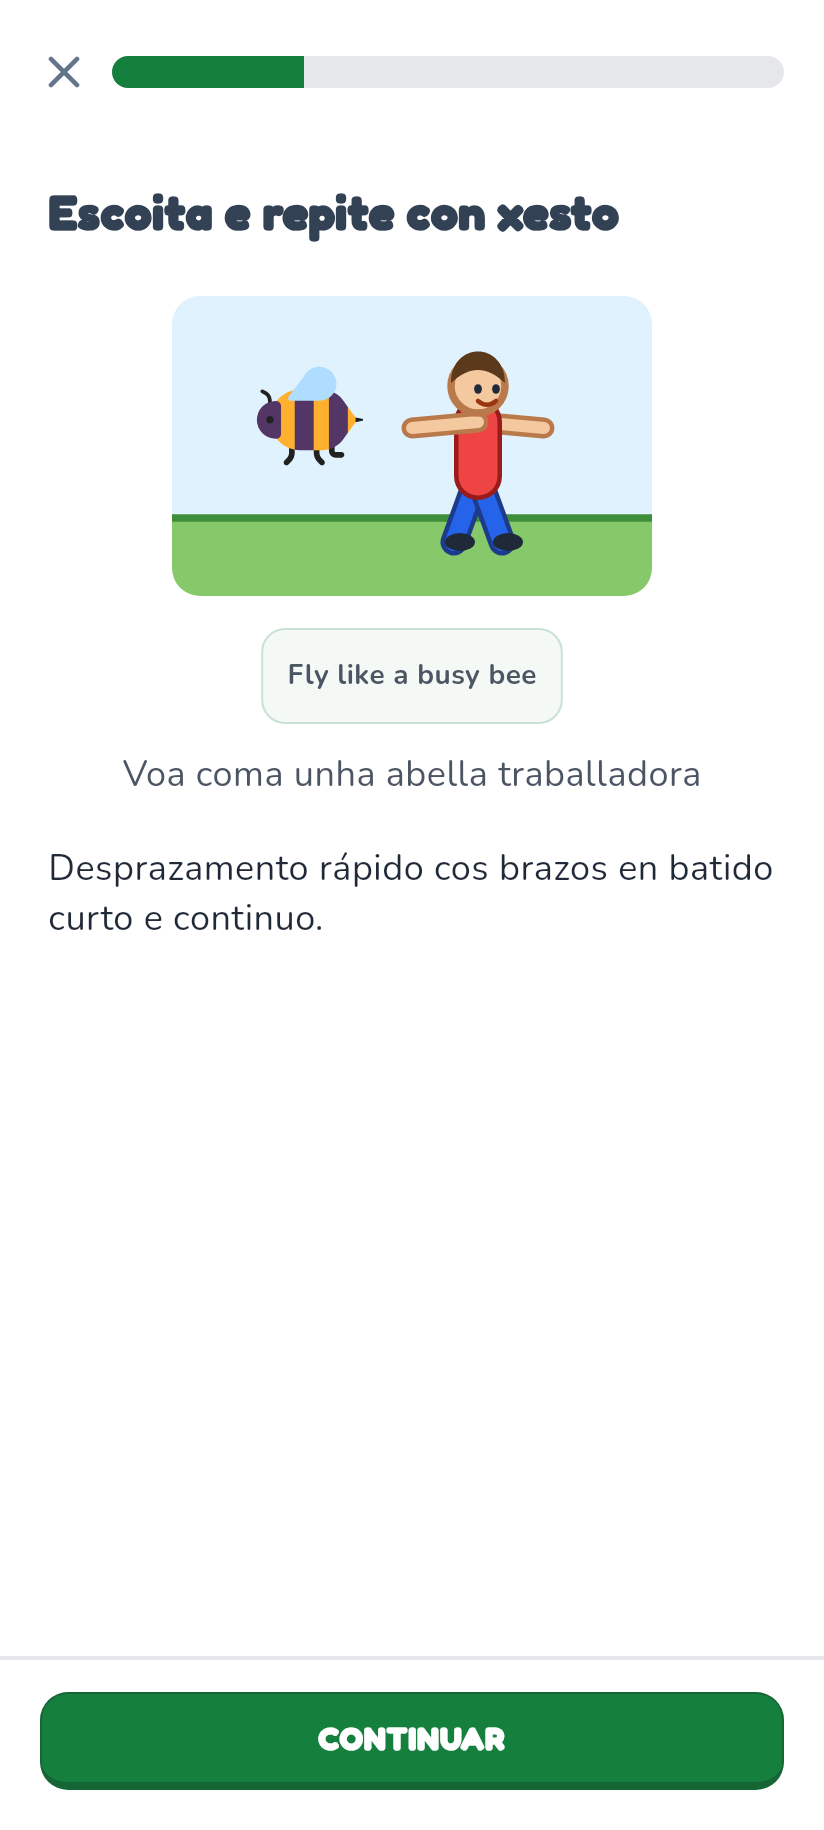 Escoita e repite con xesto
Fly like a busy bee
Voa coma unha abella traballadora
Desprazamento rápido cos brazos en batido
curto e continuo.
CONTINUAR